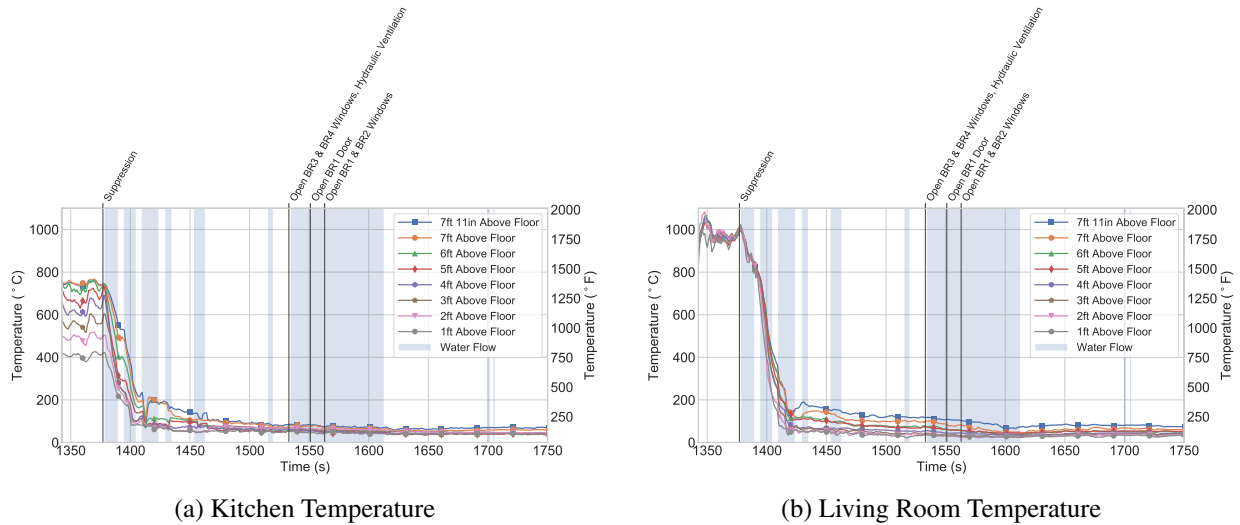 Suppression
Open BR3 & BR4 Windows, Hydraulic Ventilation
Open BR1 Door
Open BR1 & BR2 Windows
1000
800
600
400
200
0
Temperature (°C)
2000
1750
1500
1250
1000
750
500
250
Temperature (°F)
7ft 11in Above Floor
7ft Above Floor
6ft Above Floor
5ft Above Floor
4ft Above Floor
3ft Above Floor
2ft Above Floor
1ft Above Floor
Water Flow
1350 1400 1450 1500 1550 1600 1650 1700 1750
Time (s)
(a) Kitchen Temperature
Suppression
Open BR3 & BR4 Windows, Hydraulic Ventilation
Open BR1 Door
Open BR1 & BR2 Windows
1000
800
600
400
200
0
Temperature (°C)
2000
1750
1500
1250
1000
750
500
250
Temperature (°F)
7ft 11in Above Floor
7ft Above Floor
6ft Above Floor
5ft Above Floor
4ft Above Floor
3ft Above Floor
2ft Above Floor
1ft Above Floor
Water Flow
1350 1400 1450 1500 1550 1600 1650 1700 1750
Time (s)
(b) Living Room Temperature